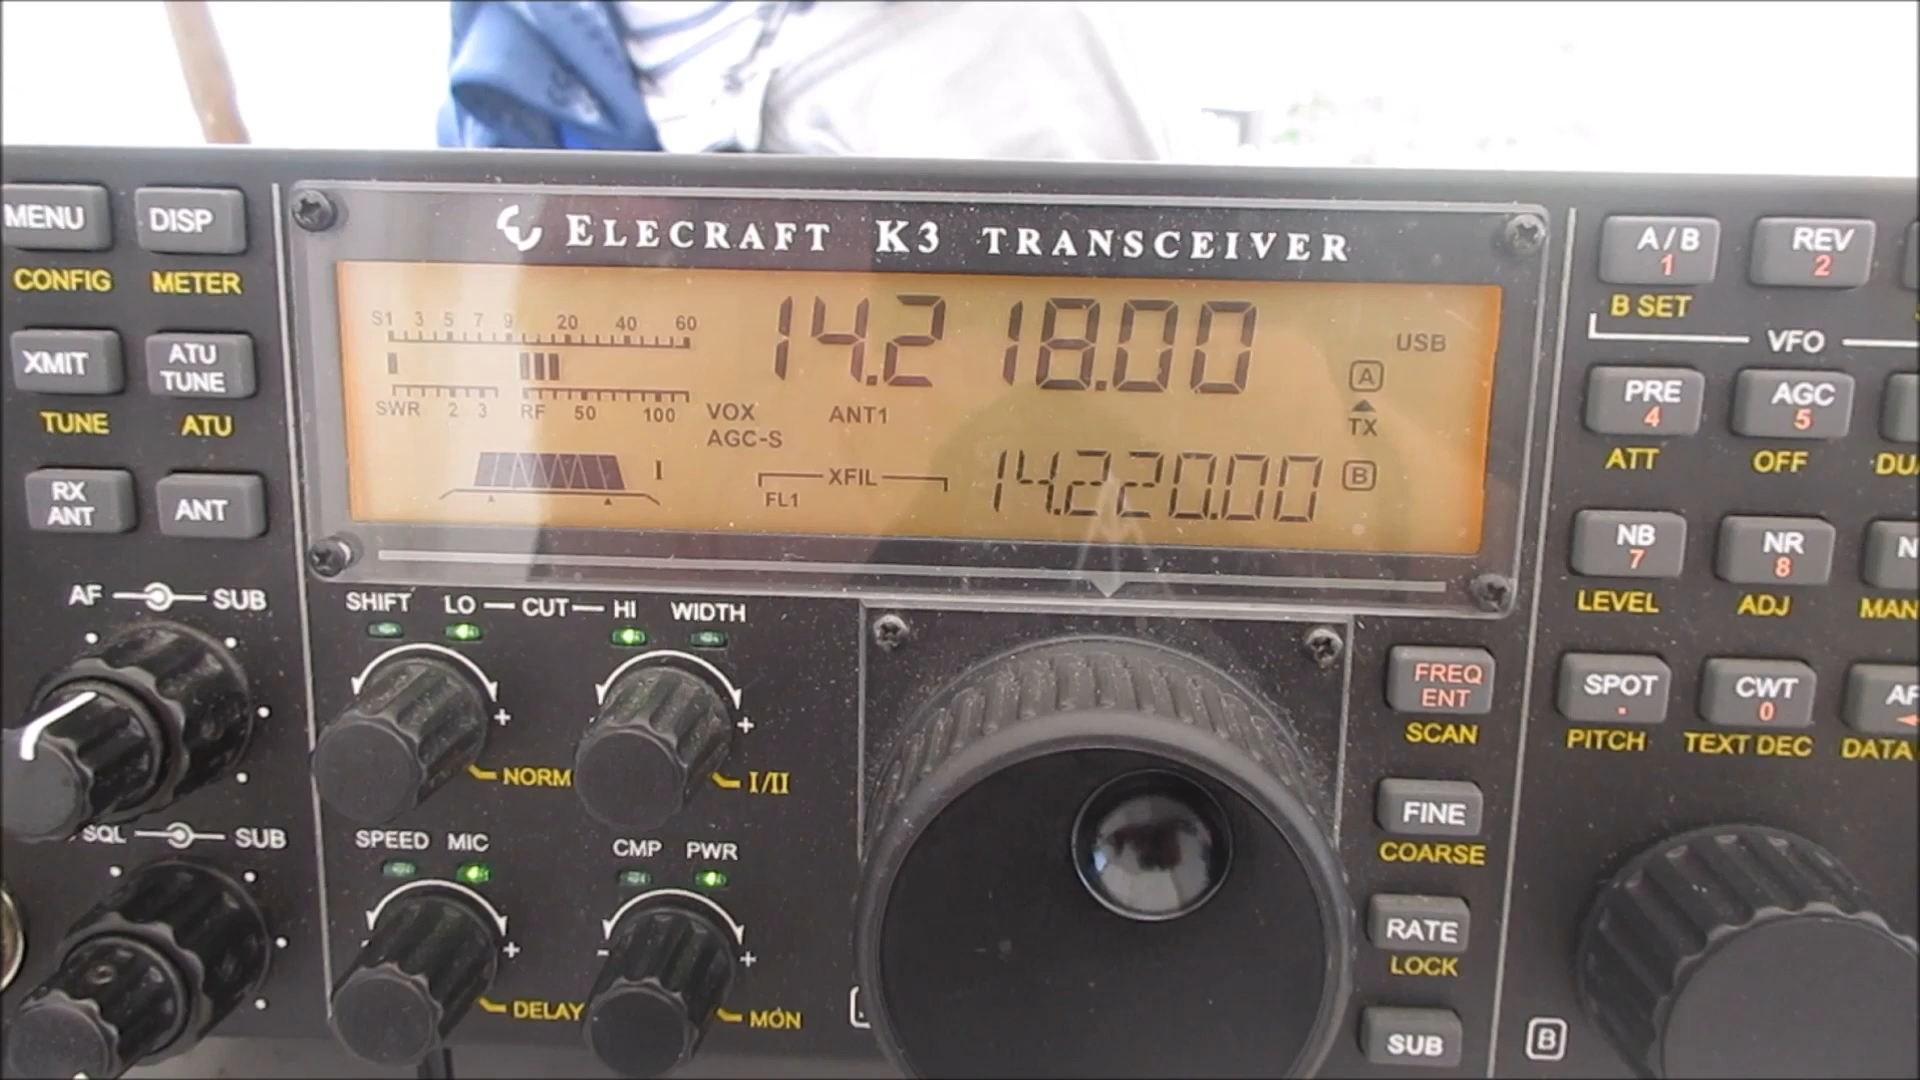 MENU DISP
CONFIG METER
XMIT ATU TUNE
TUNE ATU
RX ANT ANT
AF SUB
SQL SUB
ELECRAFT K3 TRANSCEIVER
S1 3 5 7 9 20 40 60
SWR 2 3 RF 50 100
14.218.00
USB
A
TX
VOX ANT1
AGC-S
I
XFIL
FL1
14.220.00
B
SHIFT LO CUT HI WIDTH
+ +
NORM I/II
SPEED MIC CMP PWR
+ - +
DELAY MON
FREQ ENT
SCAN
FINE
COARSE
RATE
LOCK
SUB
A/B 1 REV 2
B SET
VFO
PRE 4 AGC 5
ATT OFF DU
NB 7 NR 8 N
LEVEL ADJ MAN
SPOT . CWT 0 AF
PITCH TEXT DEC DATA
B